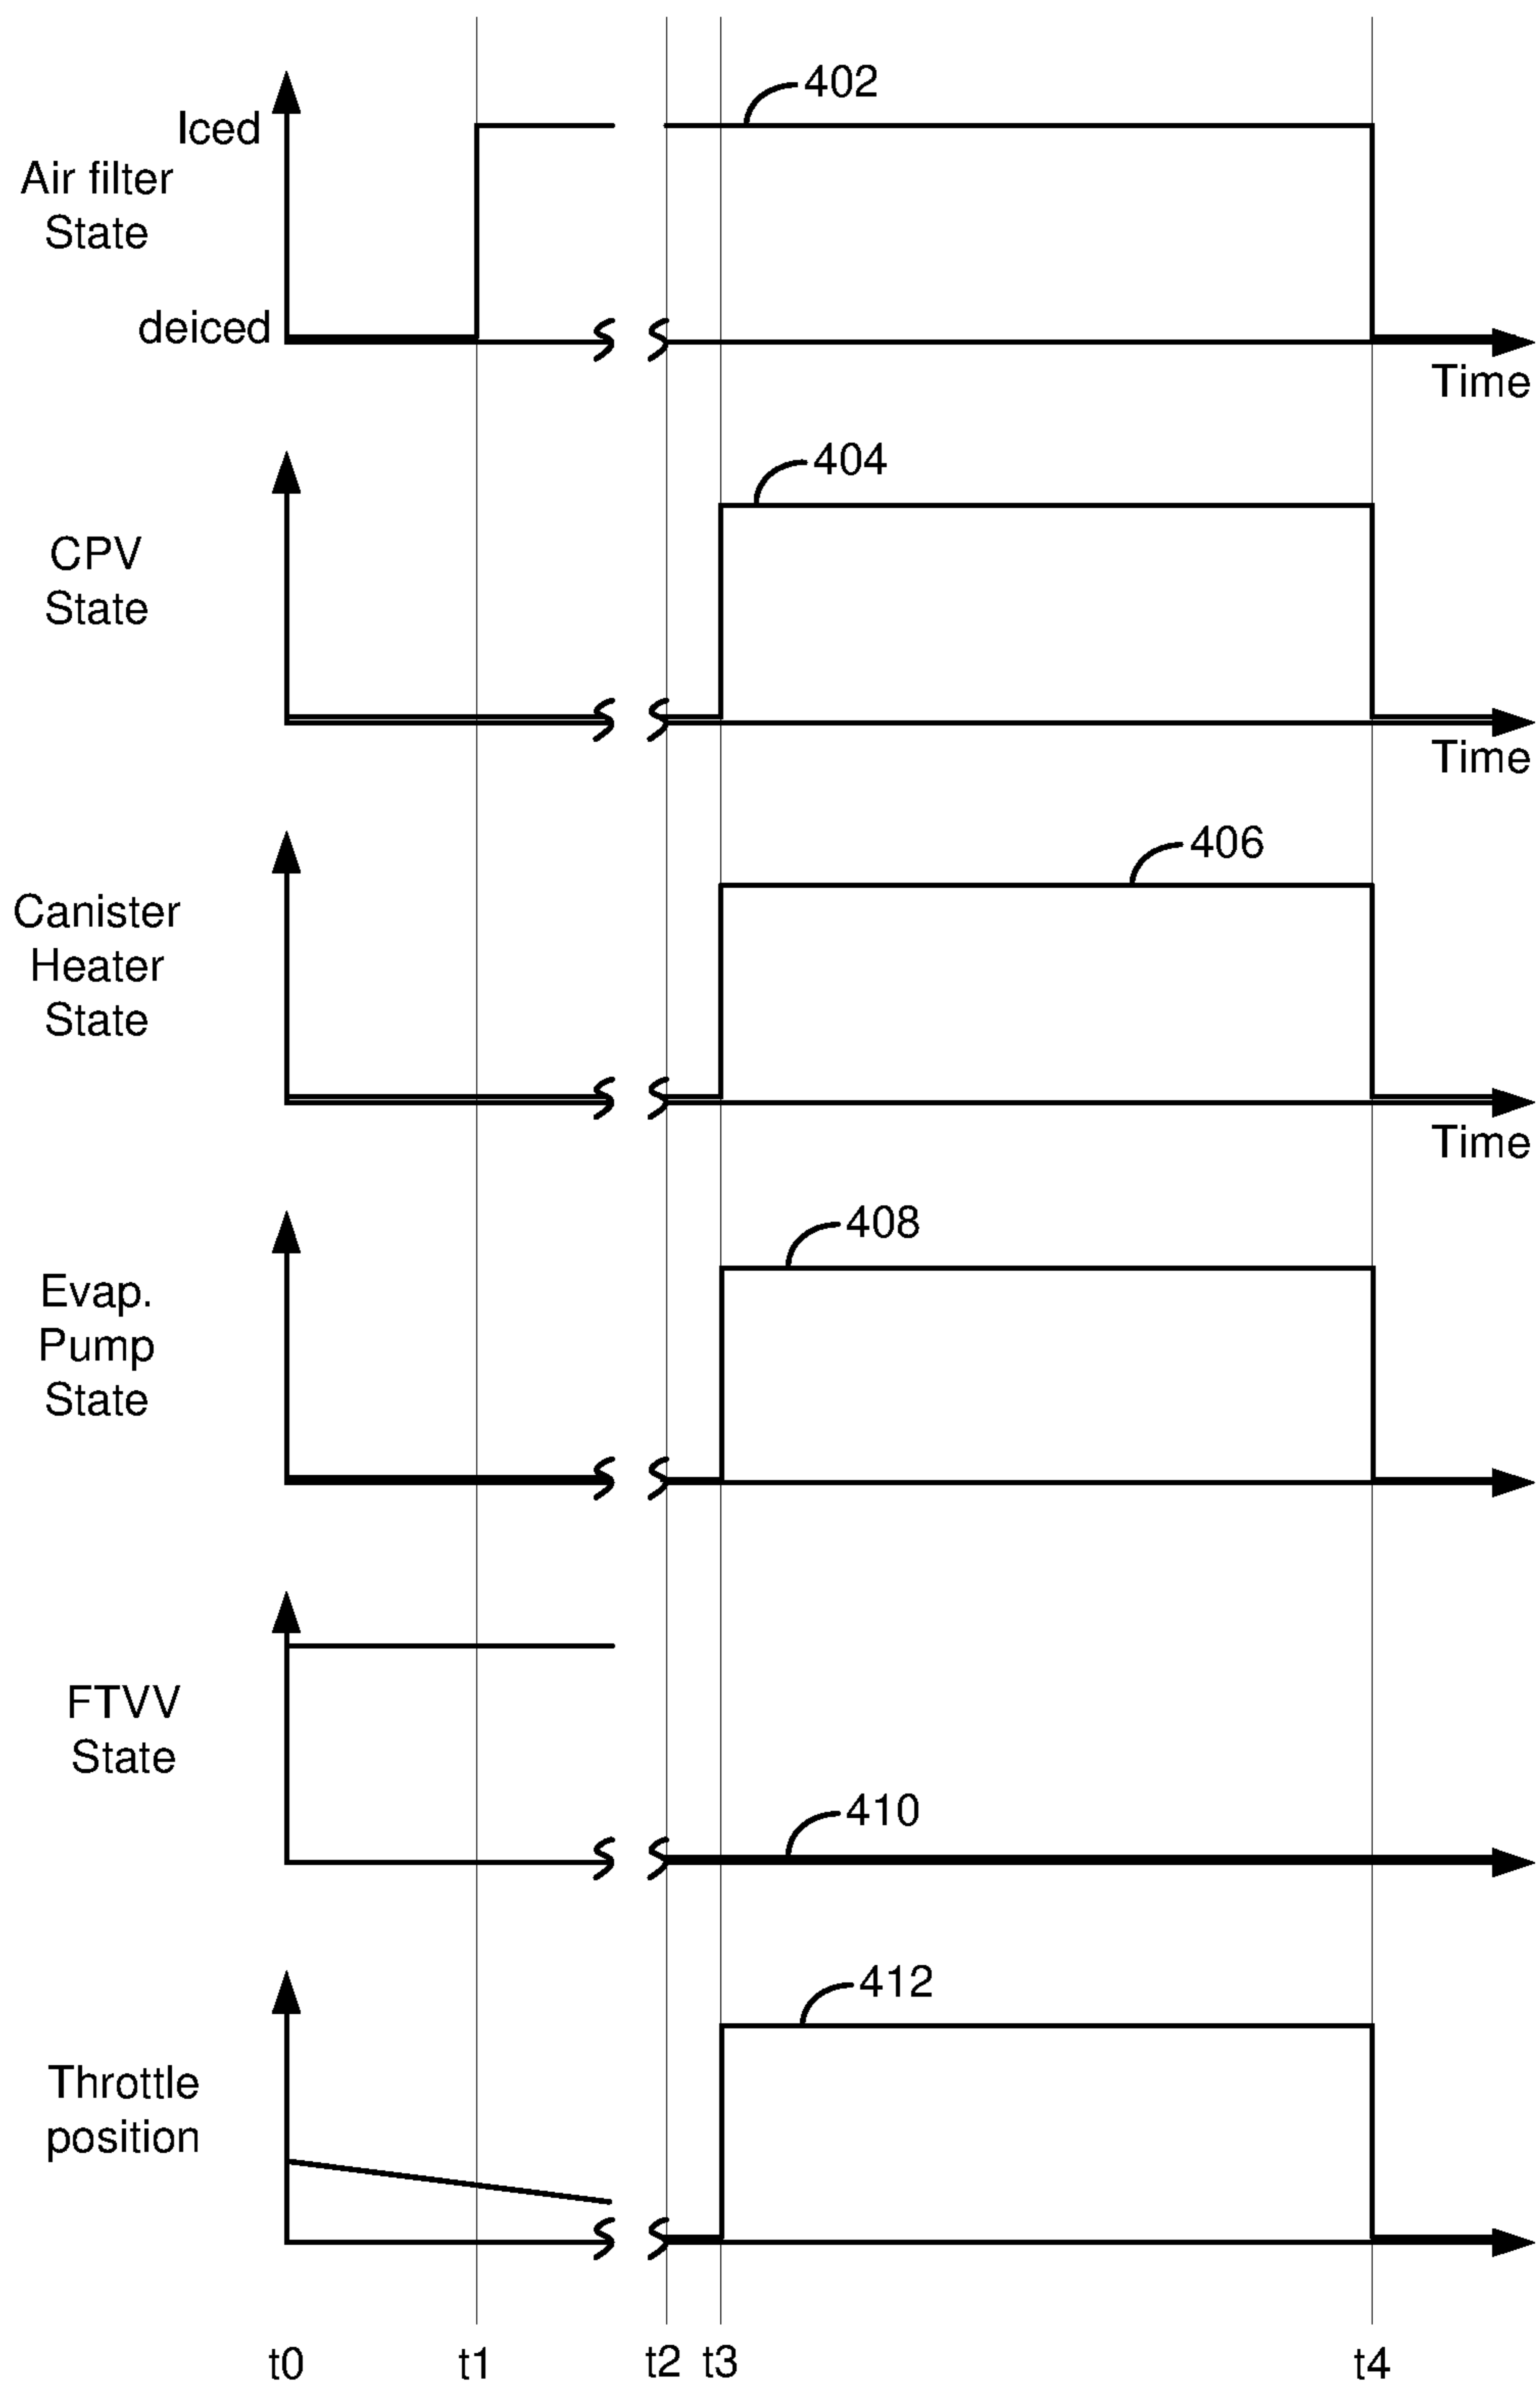 402
Iced
Air filter
State
deiced
Time
404
CPV
State
Time
406
Canister
Heater
State
Time
408
Evap.
Pump
State
FTVV
State
410
412
Throttle
position
t0 t1 t2 t3 t4